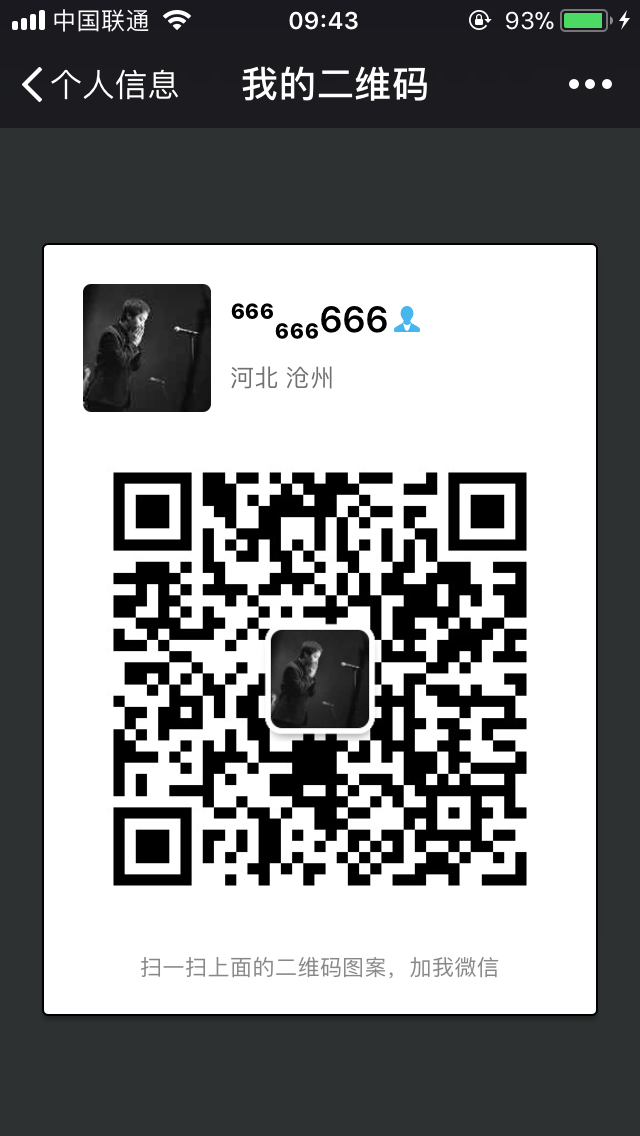 中国联通 09:43 93%
个人信息 我的二维码
⁶⁶⁶₆₆₆666
河北 沧州
扫一扫上面的二维码图案，加我微信